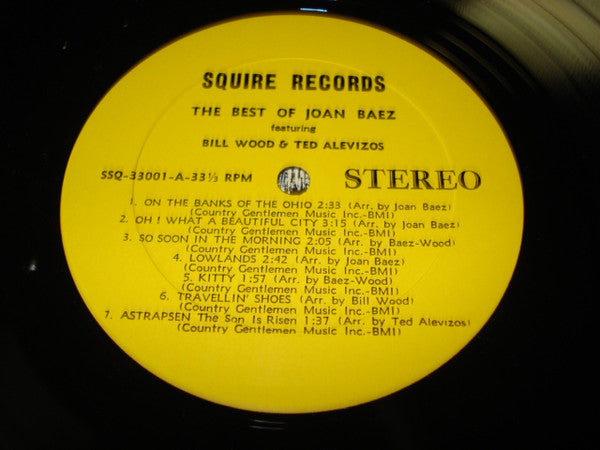 SQUIRE RECORDS
THE BEST OF JOAN BAEZ
featuring
BILL WOOD & TED ALEVIZOS
SSQ-33001-A-33⅓ RPM STEREO
1. ON THE BANKS OF THE OHIO 2:33 (Arr. by Joan Baez)
(Country Gentlemen Music Inc.-BMI)
2. OH! WHAT A BEAUTIFUL CITY 3:15 (Arr. by Joan Baez)
(Country Gentlemen Music Inc.-BMI)
3. SO SOON IN THE MORNING 2:05 (Arr. by Baez-Wood)
(Country Gentlemen Music Inc.-BMI)
4. LOWLANDS 2:42 (Arr. by Joan Baez)
(Country Gentlemen Music Inc.-BMI)
5. KITTY 1:57 (Arr. by Baez-Wood)
(Country Gentlemen Music Inc.-BMI)
6. TRAVELLIN' SHOES (Arr. by Bill Wood)
(Country Gentlemen Music Inc.-BMI)
7. ASTRAPSEN The Son Is Risen 1:37 (Arr. by Ted Alevizos)
(Country Gentlemen Music Inc.-BMI)